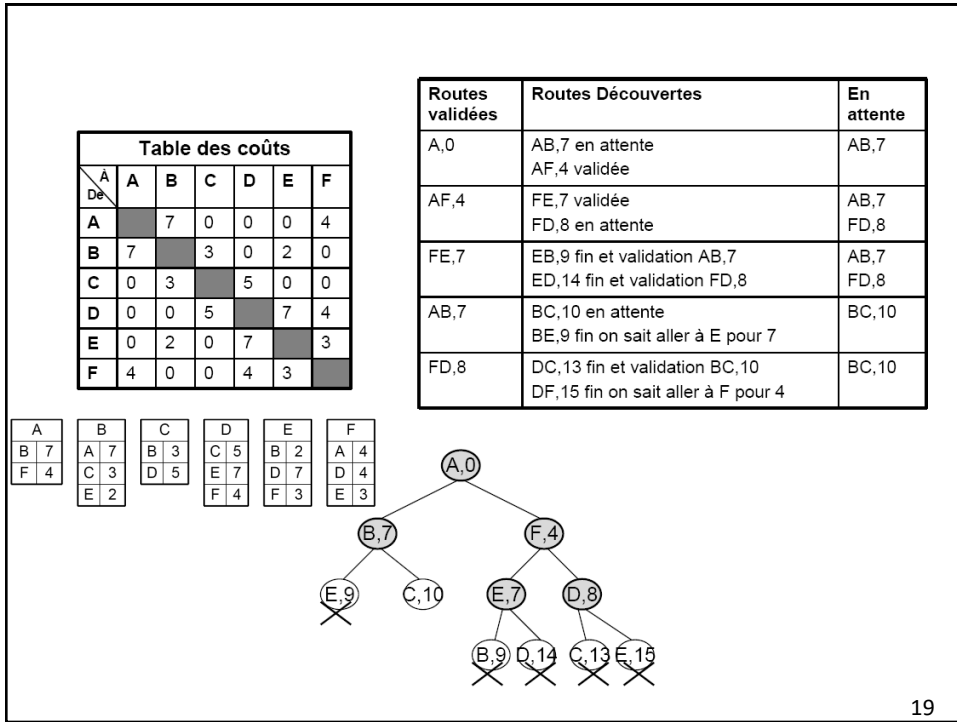 Table des coûts
À
De
A B C D E F
A 7 0 0 0 4
B 7 3 0 2 0
C 0 3 5 0 0
D 0 0 5 7 4
E 0 2 0 7 3
F 4 0 0 4 3
Routes validées Routes Découvertes En attente
A,0 AB,7 en attente AB,7
AF,4 validée
AF,4 FE,7 validée AB,7
FD,8 en attente FD,8
FE,7 EB,9 fin et validation AB,7 AB,7
ED,14 fin et validation FD,8 FD,8
AB,7 BC,10 en attente BC,10
BE,9 fin on sait aller à E pour 7
FD,8 DC,13 fin et validation BC,10 BC,10
DF,15 fin on sait aller à F pour 4
A
B 7
F 4
B
A 7
C 3
E 2
C
B 3
D 5
D
C 5
E 7
F 4
E
B 2
D 7
F 3
F
A 4
D 4
E 3
A,0
B,7 F,4
E,9 C,10 E,7 D,8
B,9 D,14 C,13 E,15
19